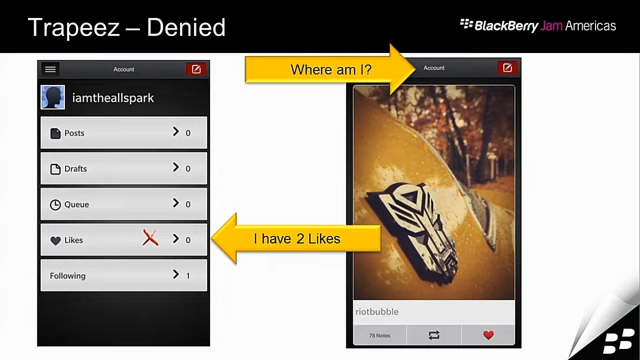 Trapeez – Denied
BlackBerry Jam Americas
Account
iamtheallspark
Posts 0
Drafts 0
Queue 0
Likes 0
Following 1
Where am I?
I have 2 Likes
Account
riotbubble
78 Notes